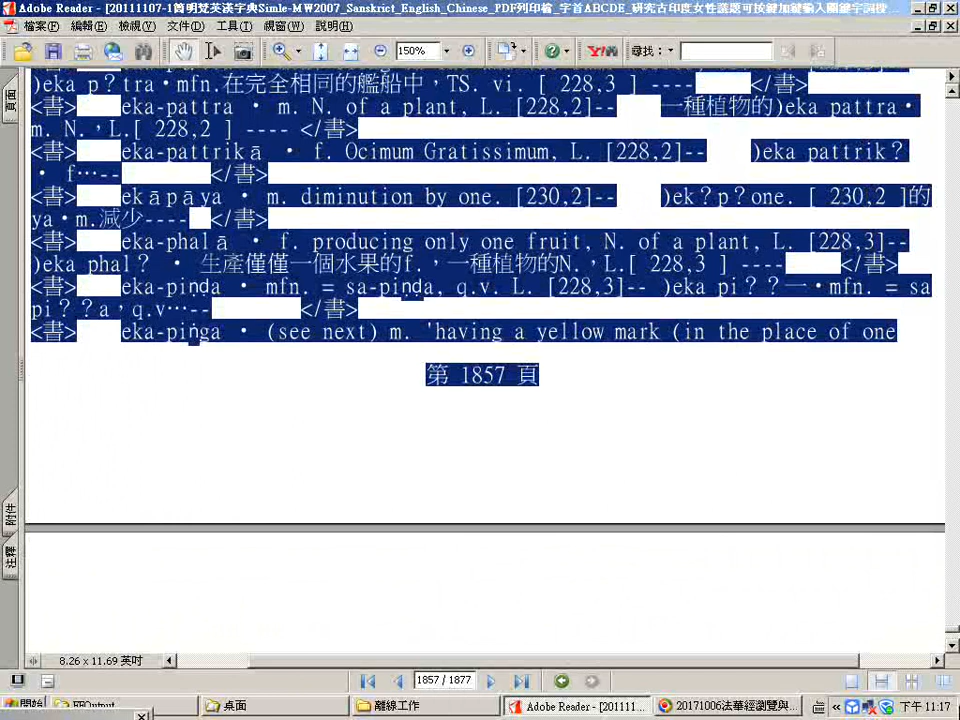 Adobe Reader - [20111107-1簡明梵英漢字典Simle-MW2007_Sanskrict_English_Chinese_PDF列印檔_字首ABCDE_研究古印度女性議題可按鍵輸入關鍵字詞搜...
檔案(F) 編輯(E) 檢視(V) 文件(D) 工具(T) 視窗(W) 說明(H)
150% 尋找：
頁面
)eka p？tra‧mfn.在完全相同的艦船中，TS. vi. [ 228,3 ] ---- </書>
<書> eka-pattra ‧ m. N. of a plant, L. [228,2]-- 一種植物的)eka pattra‧
m. N.，L.[ 228,2 ] ---- </書>
<書> eka-pattrikā ‧ f. Ocimum Gratissimum, L. [228,2]-- )eka pattrik？
‧ f…-- </書>
<書> ekāpāya ‧ m. diminution by one. [230,2]-- )ek？p？one. [ 230,2 ]的
ya‧m.減少---- </書>
<書> eka-phalā ‧ f. producing only one fruit, N. of a plant, L. [228,3]--
)eka phal？ ‧ 生產僅僅一個水果的f.，一種植物的N.，L.[ 228,3 ] ---- </書>
<書> eka-piṇḍa ‧ mfn. = sa-piṇḍa, q.v. L. [228,3]-- )eka pi？？一‧mfn. = sa
pi？？a，q.v…-- </書>
<書> eka-piṅga ‧ (see next) m. 'having a yellow mark (in the place of one
第 1857 頁
附件
注釋
8.26 x 11.69 英吋
1857 / 1877
開始 FFOutput 桌面 離線工作 Adobe Reader - [201111... 20171006法華經瀏覽與... 下午 11:17